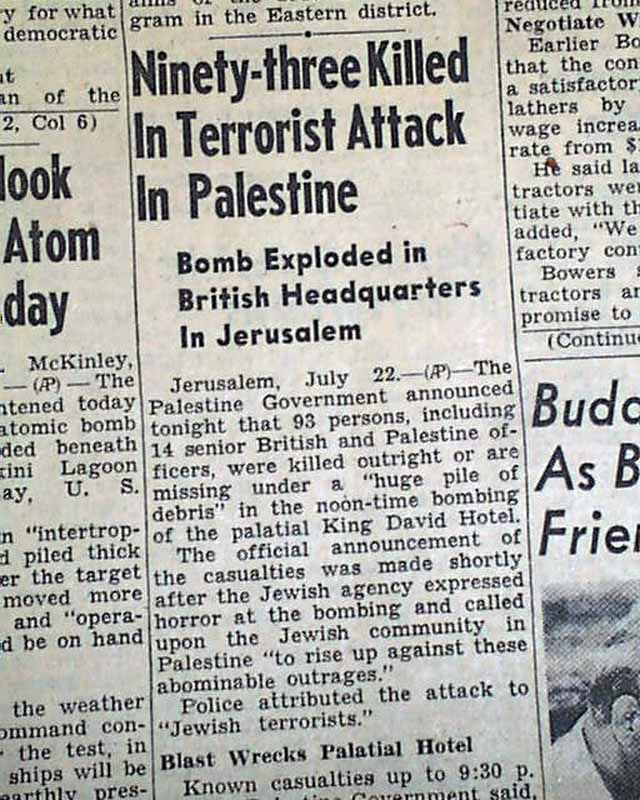 y for what
democratic
an of the
2, Col 6)
look
Atom
day
McKinley,
— (AP) — The
ntened today
atomic bomb
ded beneath
kini Lagoon
ay, U. S.
n "intertrop-
d piled thick
er the target
moved more
and "opera-
d be on hand
the weather
ommand con-
the test, in
ships will be
earthly pres-
gram in the Eastern district.
Ninety-three Killed
In Terrorist Attack
In Palestine
Bomb Exploded in
British Headquarters
In Jerusalem
Jerusalem, July 22.—(AP)—The
Palestine Government announced
tonight that 93 persons, including
14 senior British and Palestine of-
ficers, were killed outright or are
missing under a "huge pile of
debris" in the noon-time bombing
of the palatial King David Hotel.
The official announcement of
the casualties was made shortly
after the Jewish agency expressed
horror at the bombing and called
upon the Jewish community in
Palestine "to rise up against these
abominable outrages."
Police attributed the attack to
"Jewish terrorists."
Blast Wrecks Palatial Hotel
Known casualties up to 9:30 p.
Government said,
reduced from
Negotiate W
Earlier Bo
that the con
a satisfactor
lathers by
wage increa
rate from $
He said la
tractors we
tiate with th
added, "We
factory con
Bowers
tractors an
promise to
(Continue
Budd
As B
Frien